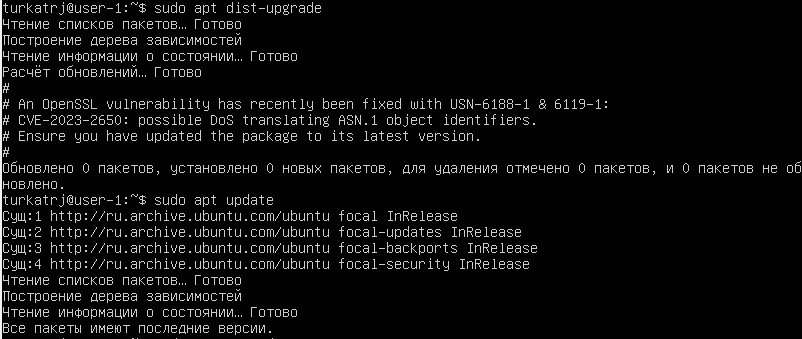 turkatrj@user-1:~$ sudo apt dist-upgrade
Чтение списков пакетов… Готово
Построение дерева зависимостей
Чтение информации о состоянии… Готово
Расчёт обновлений… Готово
#
# An OpenSSL vulnerability has recently been fixed with USN-6188-1 & 6119-1:
# CVE-2023-2650: possible DoS translating ASN.1 object identifiers.
# Ensure you have updated the package to its latest version.
#
Обновлено 0 пакетов, установлено 0 новых пакетов, для удаления отмечено 0 пакетов, и 0 пакетов не об
новлено.
turkatrj@user-1:~$ sudo apt update
Сущ:1 http://ru.archive.ubuntu.com/ubuntu focal InRelease
Сущ:2 http://ru.archive.ubuntu.com/ubuntu focal-updates InRelease
Сущ:3 http://ru.archive.ubuntu.com/ubuntu focal-backports InRelease
Сущ:4 http://ru.archive.ubuntu.com/ubuntu focal-security InRelease
Чтение списков пакетов… Готово
Построение дерева зависимостей
Чтение информации о состоянии… Готово
Все пакеты имеют последние версии.